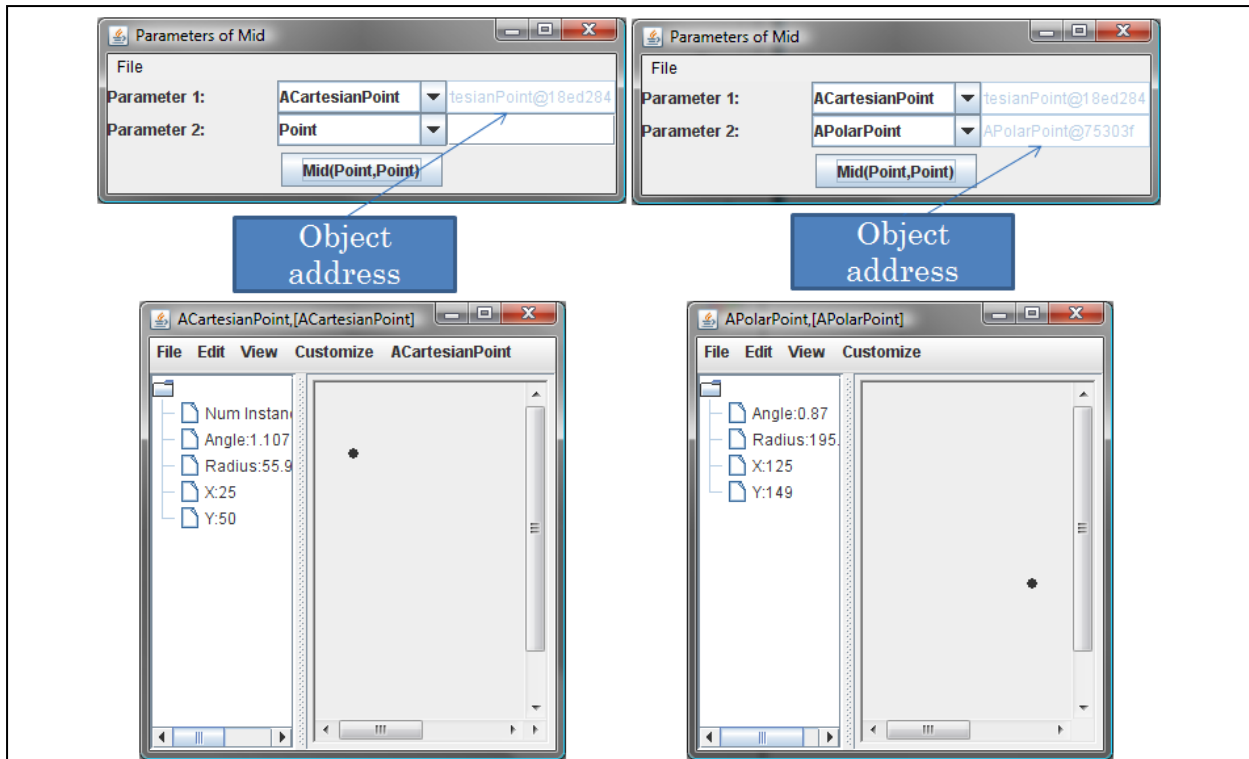 Parameters of Mid
File
Parameter 1: ACartesianPoint tesianPoint@18ed284
Parameter 2: Point
Mid(Point,Point)
Object
address
Parameters of Mid
File
Parameter 1: ACartesianPoint tesianPoint@18ed284
Parameter 2: APolarPoint APolarPoint@75303f
Mid(Point,Point)
Object
address
ACartesianPoint,[ACartesianPoint]
File Edit View Customize ACartesianPoint
Num Instan
Angle:1.107
Radius:55.9
X:25
Y:50
APolarPoint,[APolarPoint]
File Edit View Customize
Angle:0.87
Radius:195.
X:125
Y:149